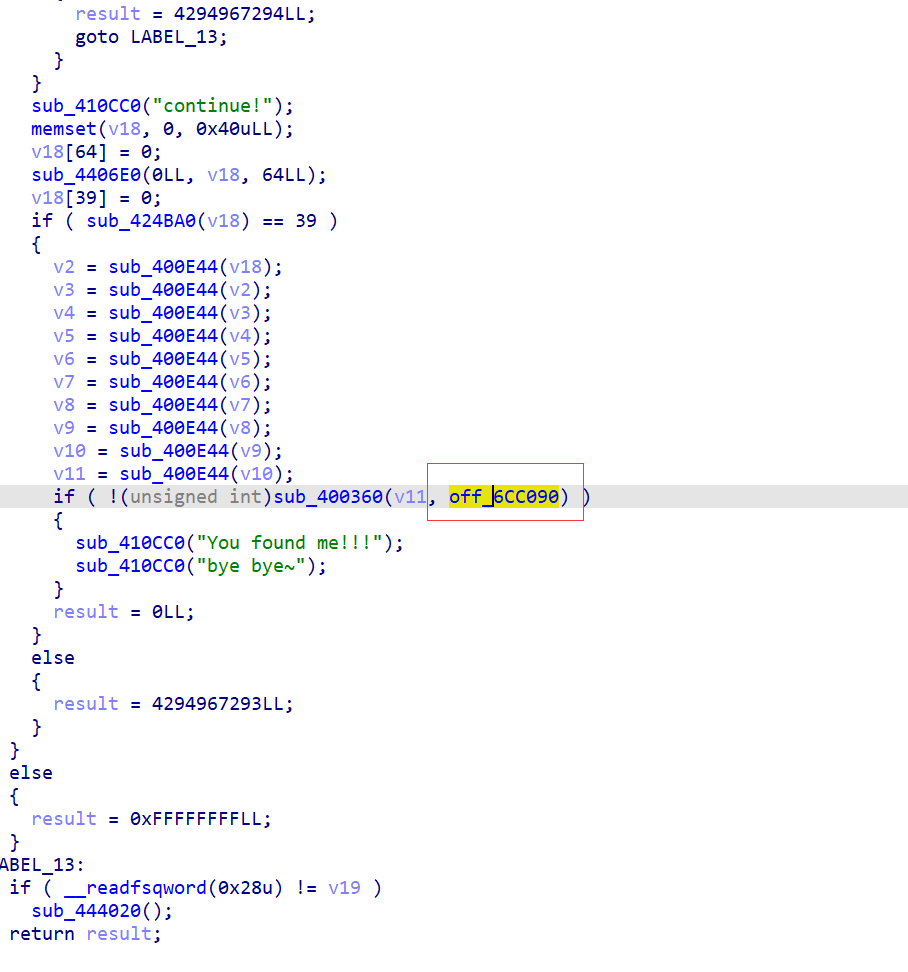 result = 4294967294LL;
goto LABEL_13;
}
}
sub_410CC0("continue!");
memset(v18, 0, 0x40uLL);
v18[64] = 0;
sub_4406E0(0LL, v18, 64LL);
v18[39] = 0;
if ( sub_424BA0(v18) == 39 )
{
v2 = sub_400E44(v18);
v3 = sub_400E44(v2);
v4 = sub_400E44(v3);
v5 = sub_400E44(v4);
v6 = sub_400E44(v5);
v7 = sub_400E44(v6);
v8 = sub_400E44(v7);
v9 = sub_400E44(v8);
v10 = sub_400E44(v9);
v11 = sub_400E44(v10);
if ( !(unsigned int)sub_400360(v11, off_6CC090) )
{
sub_410CC0("You found me!!!");
sub_410CC0("bye bye~");
}
result = 0LL;
}
else
{
result = 4294967293LL;
}
}
else
{
result = 0xFFFFFFFFLL;
}
ABEL_13:
if ( __readfsqword(0x28u) != v19 )
sub_444020();
return result;